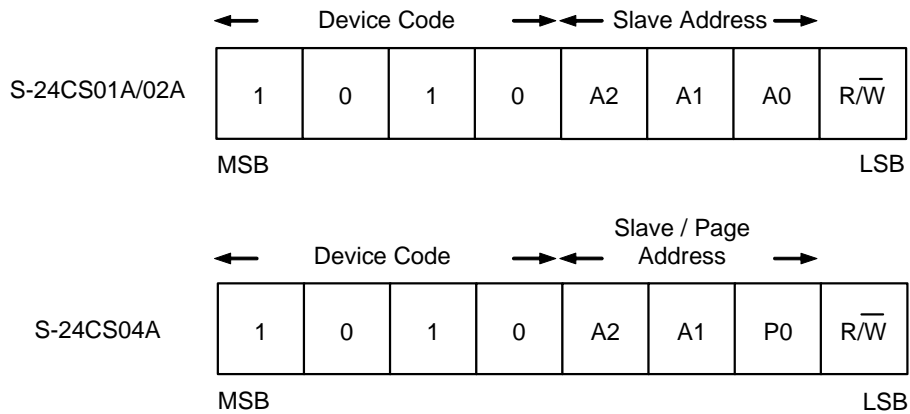 Device Code
Slave Address
S-24CS01A/02A
1 0 1 0 A2 A1 A0 R/W̅
MSB
LSB
Device Code
Slave / Page
Address
S-24CS04A
1 0 1 0 A2 A1 P0 R/W̅
MSB
LSB